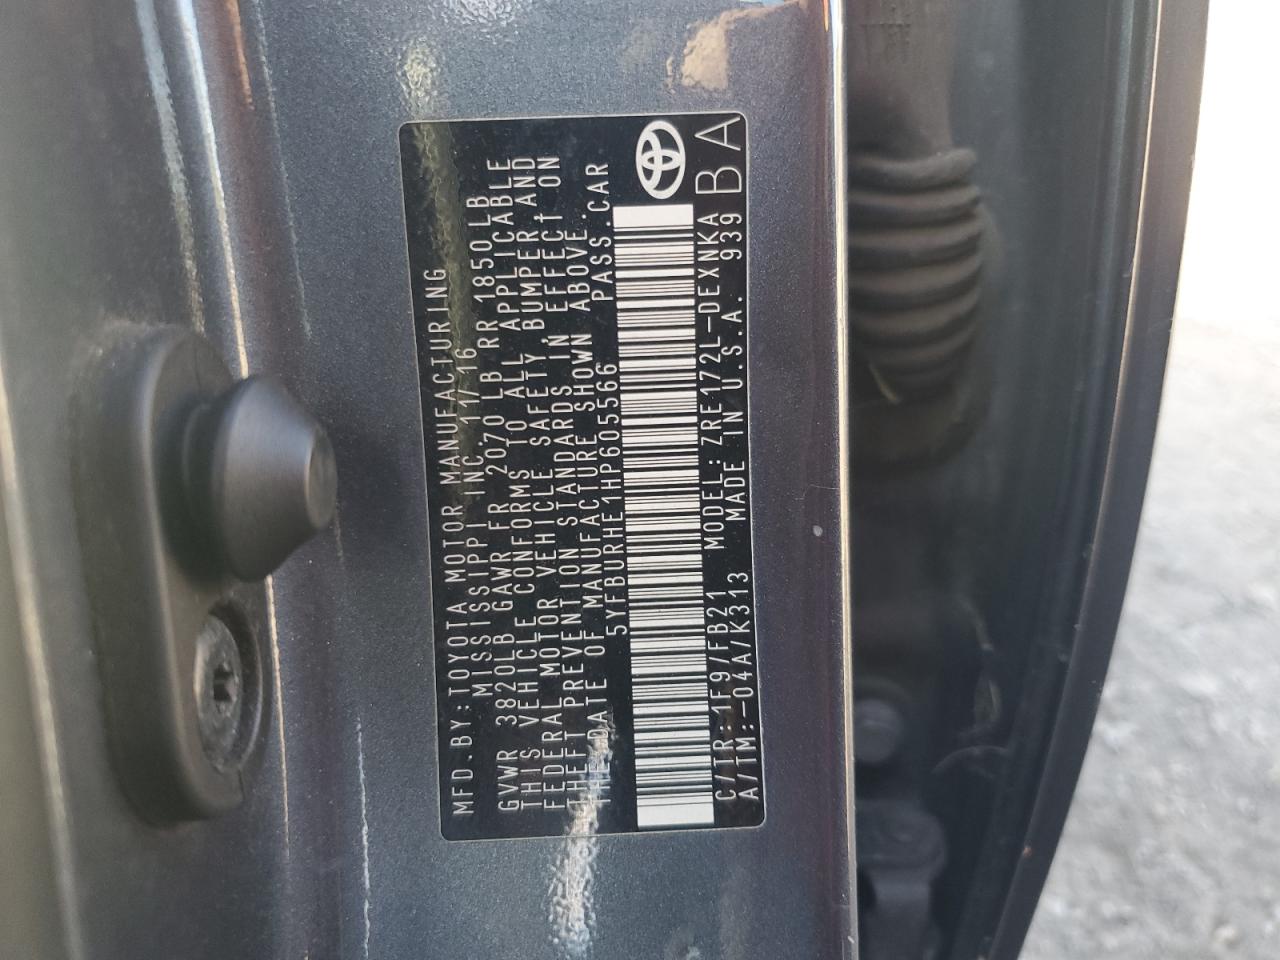 MFD.BY:TOYOTA MOTOR MANUFACTURING
MISSISSIPPI INC. 11/16
GVWR 3820LB GAWR FR 2070 LB RR 1850LB
THIS VEHICLE CONFORMS TO ALL APPLICABLE
FEDERAL MOTOR VEHICLE SAFETY,BUMPER AND
THEFT PREVENTION STANDARDS IN EFFECT ON
THE DATE OF MANUFACTURE SHOWN ABOVE.
5YFBURHE1HP605566 PASS.CAR
C/TR:1F9/FB21 MODEL:ZRE172L-DEXNKA B A
A/TM:-04A/K313 MADE IN U.S.A. 939